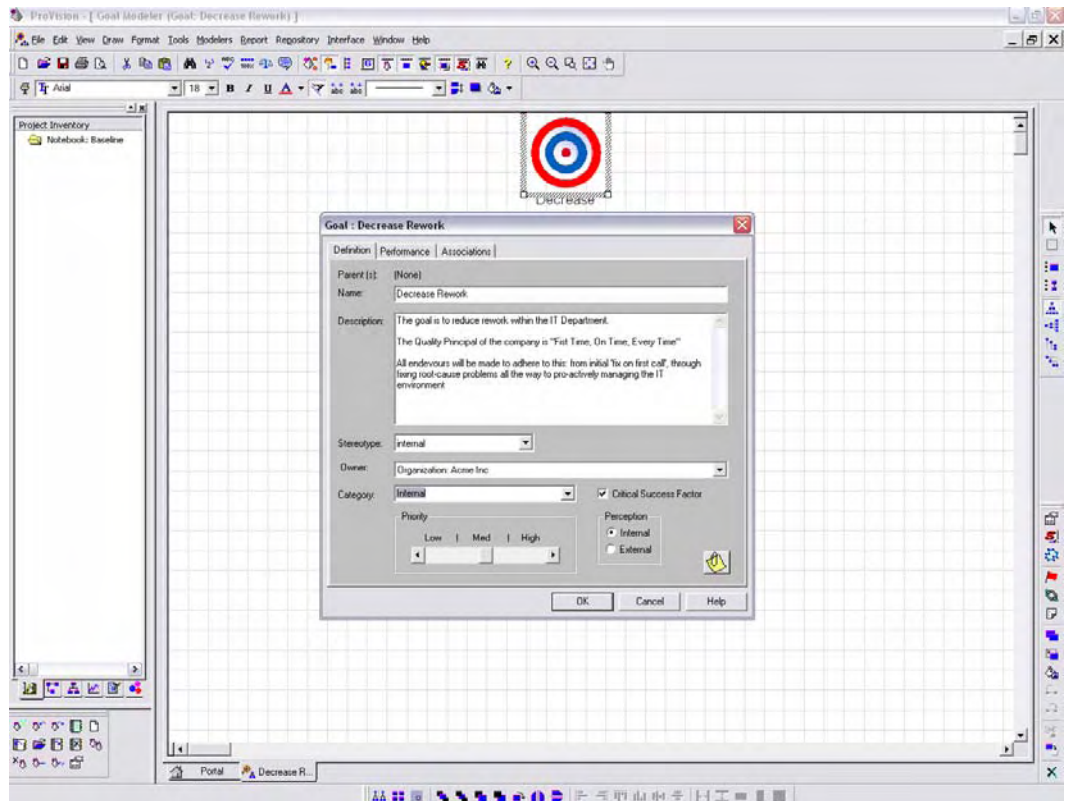 ProVision - [ Goal Modeler (Goal: Decrease Rework) ]
File Edit View Draw Format Tools Modelers Report Repository Interface Window Help
Arial 18 B I U A
Project Inventory
Notebook: Baseline
Decrease
Goal : Decrease Rework
Definition Performance Associations
Parent (s): (None)
Name: Decrease Rework
Description: The goal is to reduce rework within the IT Department.
The Quality Principal of the company is "Fist Time, On Time, Every Time"
All endevours will be made to adhere to this: from initial 'fix on first call', through
fixing root-cause problems all the way to pro-actively managing the IT
environment
Stereotype: internal
Owner: Organization: Acme Inc
Category: Internal
Critical Success Factor
Priority
Low | Med | High
Perception
Internal
External
OK Cancel Help
Portal Decrease R...